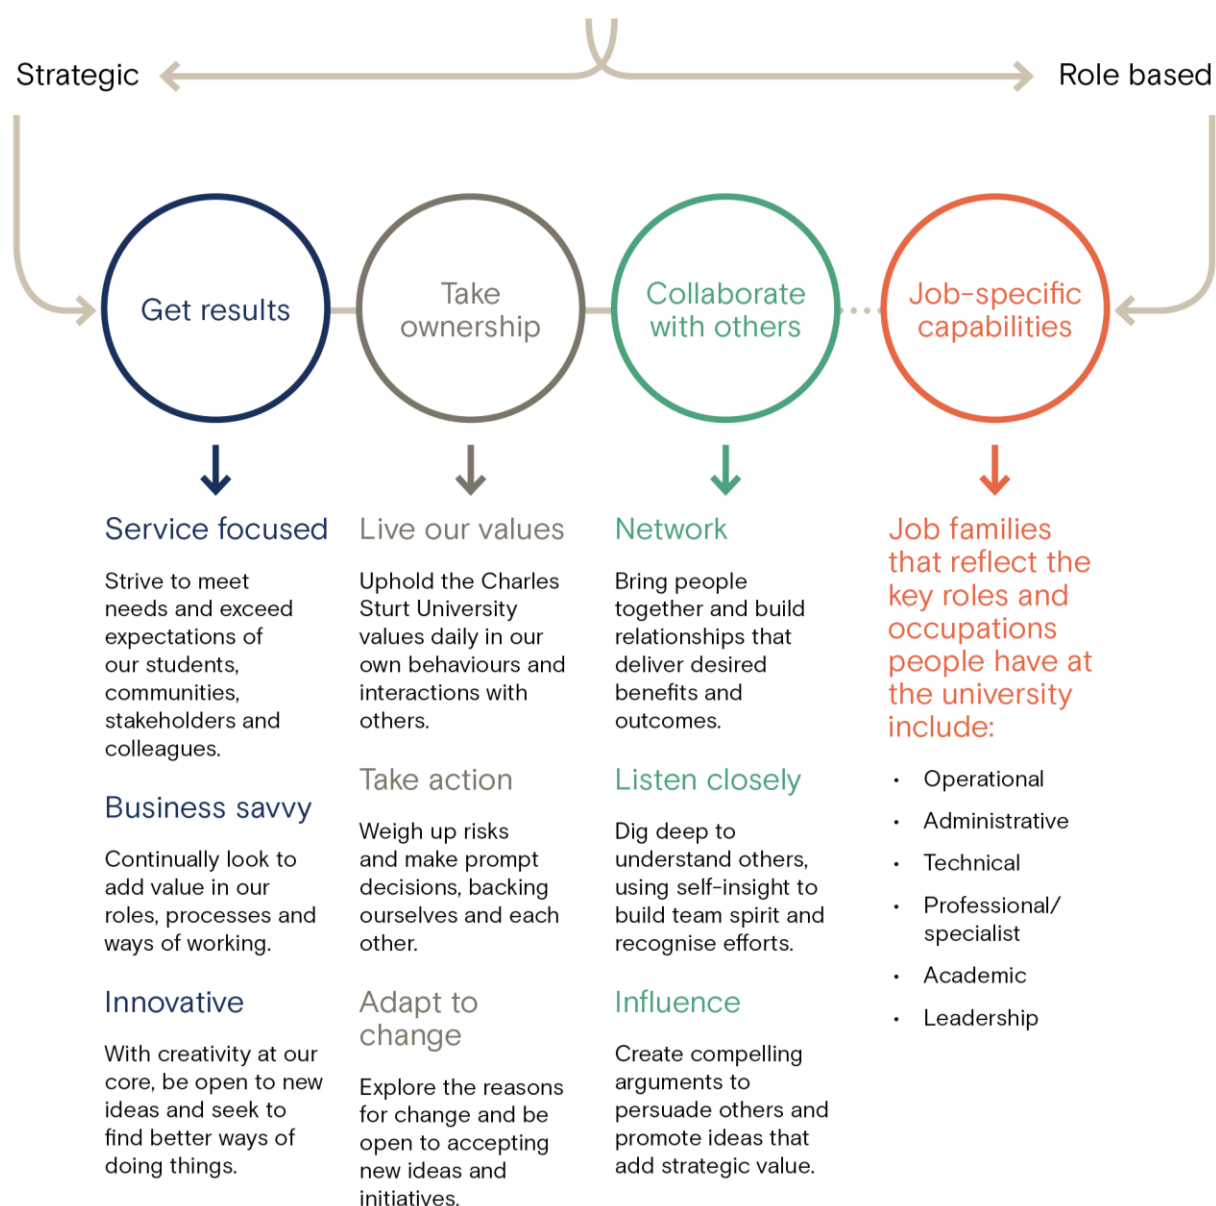 Strategic
Role based
Get results
Take
ownership
Collaborate
with others
Job-specific
capabilities
Service focused
Strive to meet
needs and exceed
expectations of
our students,
communities,
stakeholders and
colleagues.
Business savvy
Continually look to
add value in our
roles, processes and
ways of working.
Innovative
With creativity at our
core, be open to new
ideas and seek to
find better ways of
doing things.
Live our values
Uphold the Charles
Sturt University
values daily in our
own behaviours and
interactions with
others.
Take action
Weigh up risks
and make prompt
decisions, backing
ourselves and each
other.
Adapt to
change
Explore the reasons
for change and be
open to accepting
new ideas and
initiatives.
Network
Bring people
together and build
relationships that
deliver desired
benefits and
outcomes.
Listen closely
Dig deep to
understand others,
using self-insight to
build team spirit and
recognise efforts.
Influence
Create compelling
arguments to
persuade others and
promote ideas that
add strategic value.
Job families
that reflect the
key roles and
occupations
people have at
the university
include:
• Operational
• Administrative
• Technical
• Professional/
specialist
• Academic
• Leadership